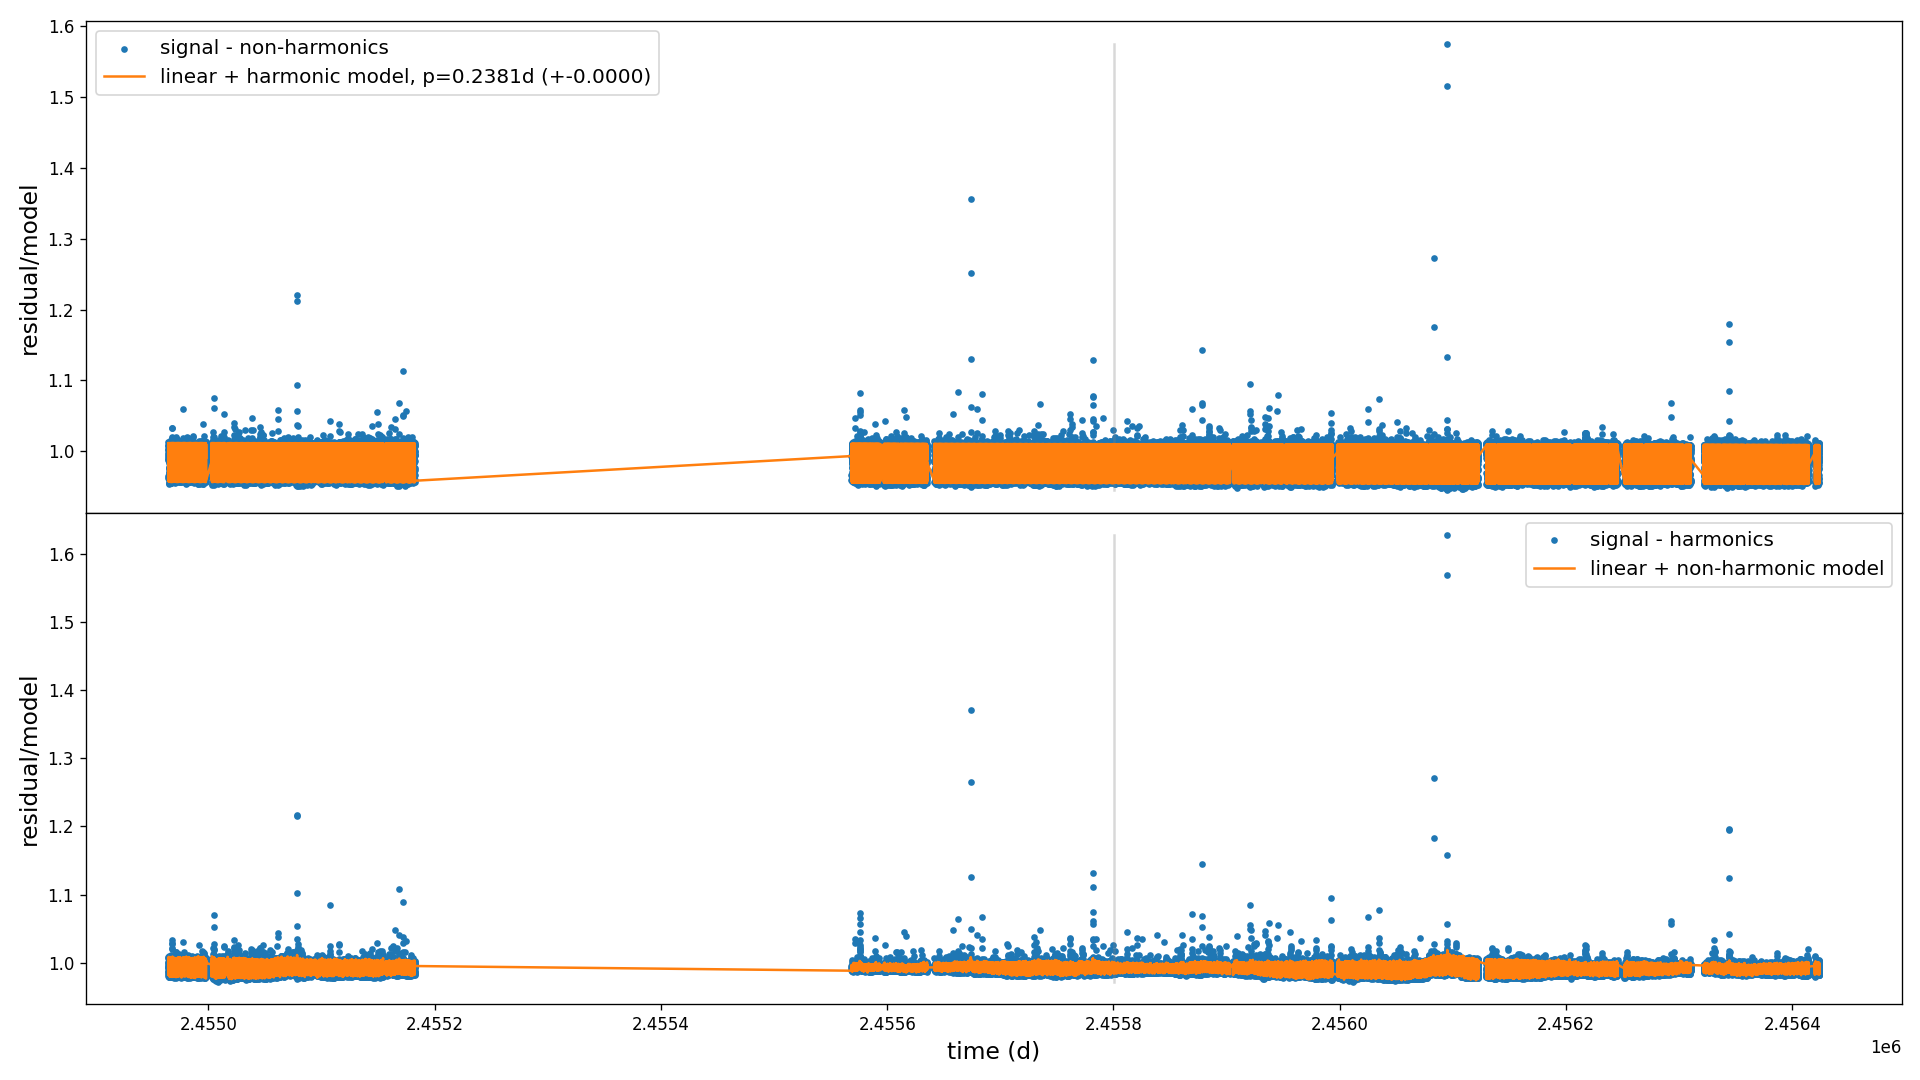 1.6
1.5
1.4
1.3
1.2
1.1
1.0
residual/model
signal - non-harmonics
linear + harmonic model, p=0.2381d (+-0.0000)
1.6
1.5
1.4
1.3
1.2
1.1
1.0
residual/model
signal - harmonics
linear + non-harmonic model
2.4550 2.4552 2.4554 2.4556 2.4558 2.4560 2.4562 2.4564
time (d)
1e6